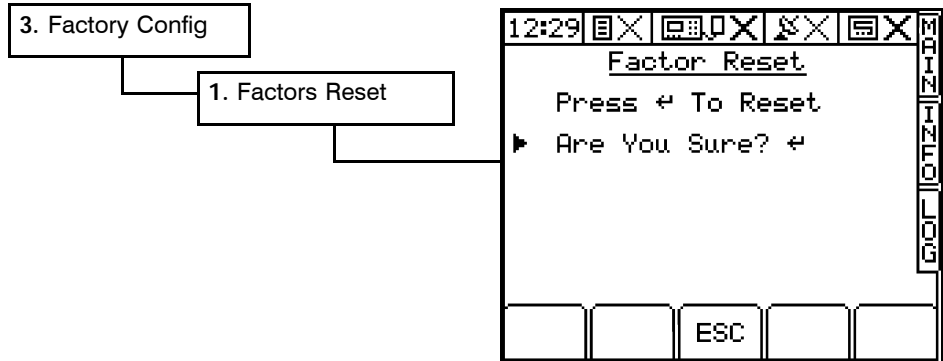 3. Factory Config
1. Factors Reset
12:29
Factor Reset
Press ↵ To Reset
Are You Sure? ↵
MAIN
INFO
LOG
ESC